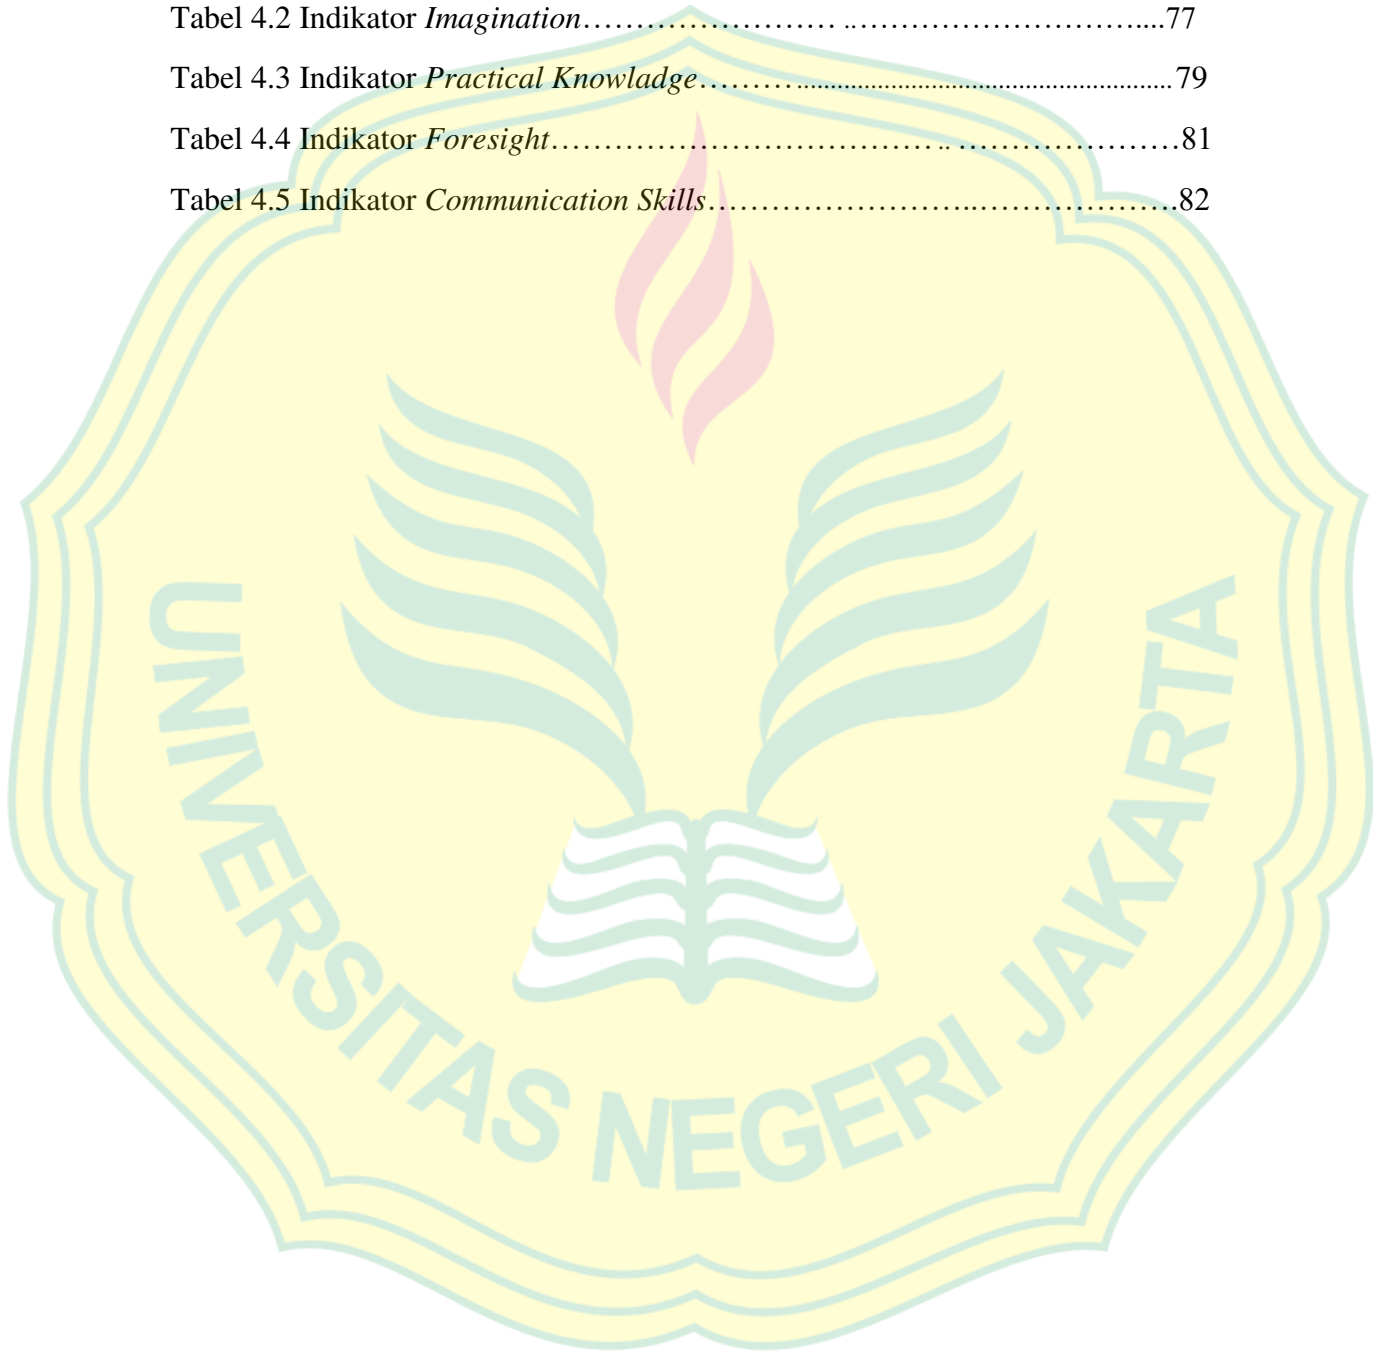 Tabel 4.2 Indikator Imagination…………………… ..………………………....77
Tabel 4.3 Indikator Practical Knowladge………........................................................79
Tabel 4.4 Indikator Foresight…………………………………….. …………………81
Tabel 4.5 Indikator Communication Skills………………………..……………….82
UNIVERSITAS NEGERI JAKARTA